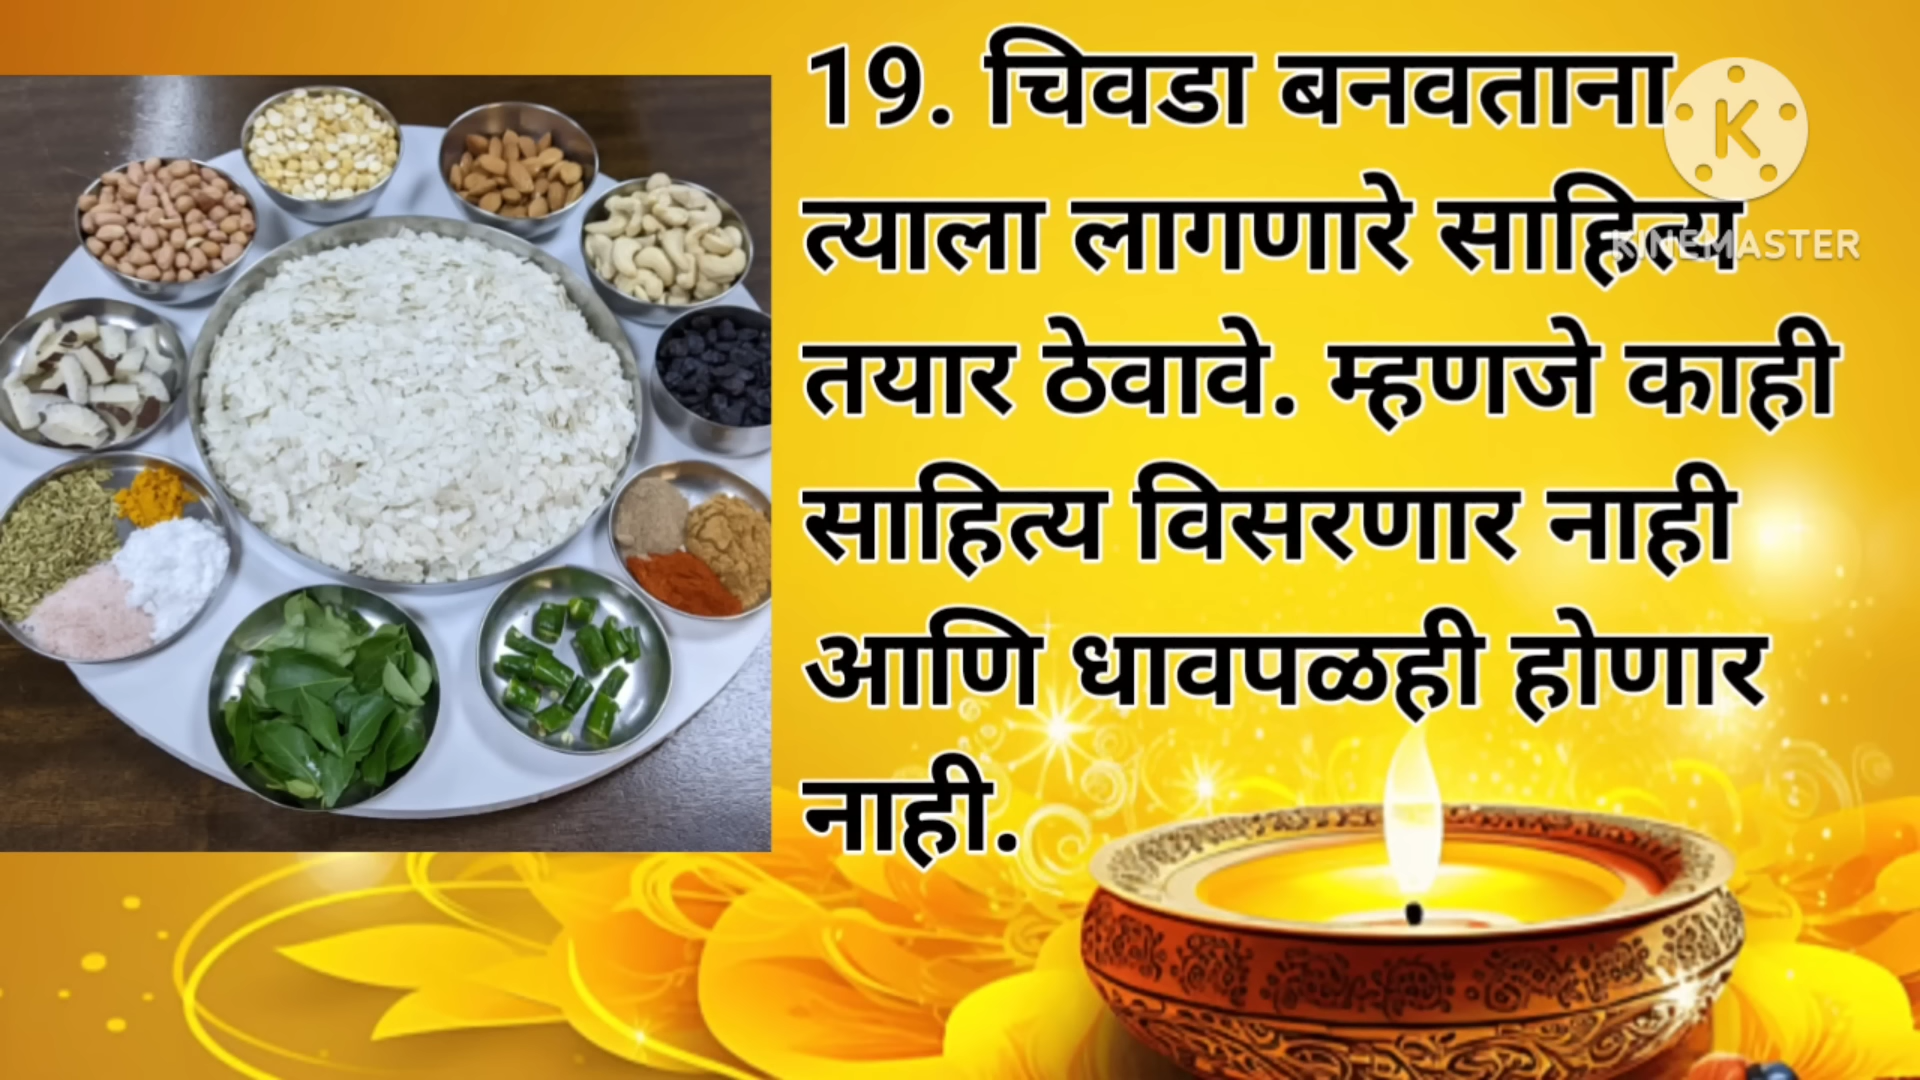 19. चिवडा बनवताना
त्याला लागणारे साहित्य
तयार ठेवावे. म्हणजे काही
साहित्य विसरणार नाही
आणि धावपळही होणार
नाही.
K
KINEMASTER